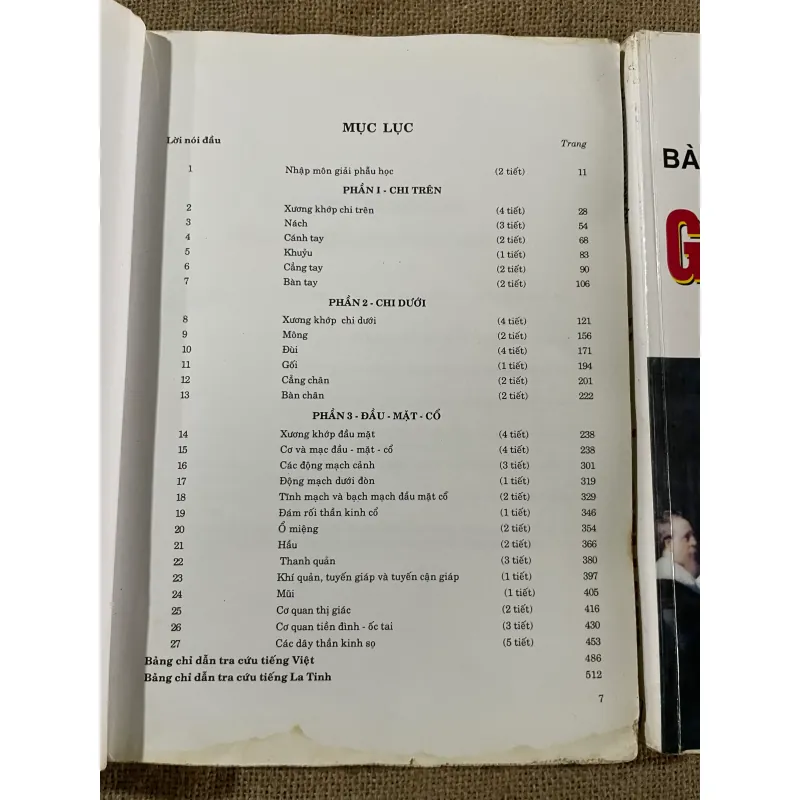 MỤC LỤC
Lời nói đầu Trang
1 Nhập môn giải phẫu học (2 tiết) 11
PHẦN I - CHI TRÊN
2 Xương khớp chi trên (4 tiết) 28
3 Nách (3 tiết) 54
4 Cánh tay (2 tiết) 68
5 Khuỷu (1 tiết) 83
6 Cẳng tay (2 tiết) 90
7 Bàn tay (2 tiết) 106
PHẦN 2 - CHI DƯỚI
8 Xương khớp chi dưới (4 tiết) 121
9 Mông (2 tiết) 156
10 Đùi (4 tiết) 171
11 Gối (1 tiết) 194
12 Cẳng chân (2 tiết) 201
13 Bàn chân (2 tiết) 222
PHẦN 3 - ĐẦU - MẶT - CỔ
14 Xương khớp đầu mặt (4 tiết) 238
15 Cơ và mạc đầu - mặt - cổ (4 tiết) 238
16 Các động mạch cảnh (3 tiết) 301
17 Động mạch dưới đòn (1 tiết) 319
18 Tĩnh mạch và bạch mạch đầu mặt cổ (2 tiết) 329
19 Đám rối thần kinh cổ (1 tiết) 346
20 Ổ miệng (2 tiết) 354
21 Hầu (2 tiết) 366
22 Thanh quản (3 tiết) 380
23 Khí quản, tuyến giáp và tuyến cận giáp (1 tiết) 397
24 Mũi (1 tiết) 405
25 Cơ quan thị giác (2 tiết) 416
26 Cơ quan tiền đình - ốc tai (3 tiết) 430
27 Các dây thần kinh sọ (5 tiết) 453
Bảng chỉ dẫn tra cứu tiếng Việt 486
Bảng chỉ dẫn tra cứu tiếng La Tinh 512
7
BÀ
G